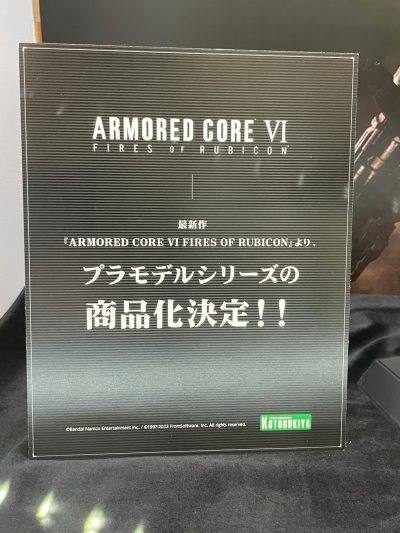 ARMORED CORE VI
FIRES OF RUBICON
最新作
『ARMORED CORE VI FIRES OF RUBICON』より、
プラモデルシリーズの
商品化決定！！
©Bandai Namco Entertainment Inc. / ©1997-2023 FromSoftware, Inc. All rights reserved.
KOTOBUKIYA